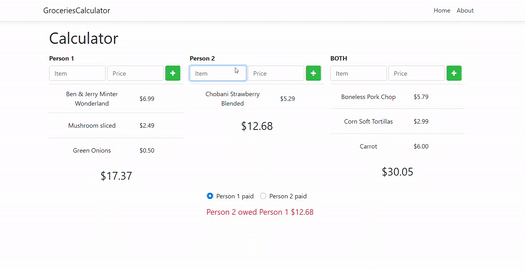 GroceriesCalculator Home About
Calculator
Person 1 Person 2 BOTH
Item Price + Item Price + Item Price +
Ben & Jerry Minter Wonderland $6.99
Mushroom sliced $2.49
Green Onions $0.50
$17.37
Chobani Strawberry Blended $5.29
$12.68
Boneless Pork Chop $5.79
Corn Soft Tortillas $2.99
Carrot $6.00
$30.05
Person 1 paid Person 2 paid
Person 2 owed Person 1 $12.68